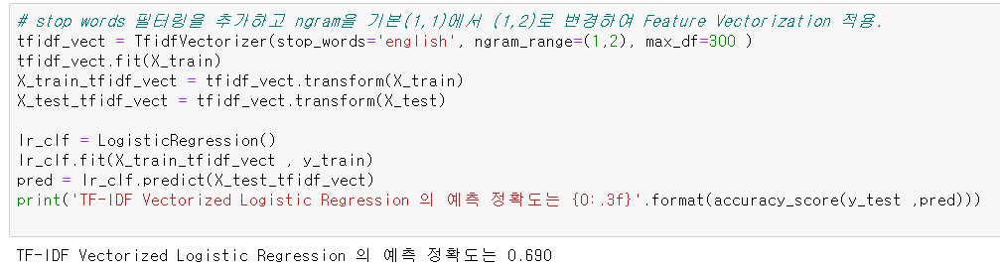 # stop words 필터링을 추가하고 ngram을 기본(1,1)에서 (1,2)로 변경하여 Feature Vectorization 적용.
tfidf_vect = TfidfVectorizer(stop_words='english', ngram_range=(1,2), max_df=300 )
tfidf_vect.fit(X_train)
X_train_tfidf_vect = tfidf_vect.transform(X_train)
X_test_tfidf_vect = tfidf_vect.transform(X_test)
lr_clf = LogisticRegression()
lr_clf.fit(X_train_tfidf_vect , y_train)
pred = lr_clf.predict(X_test_tfidf_vect)
print('TF-IDF Vectorized Logistic Regression 의 예측 정확도는 {0:.3f}'.format(accuracy_score(y_test ,pred)))
TF-IDF Vectorized Logistic Regression 의 예측 정확도는 0.690